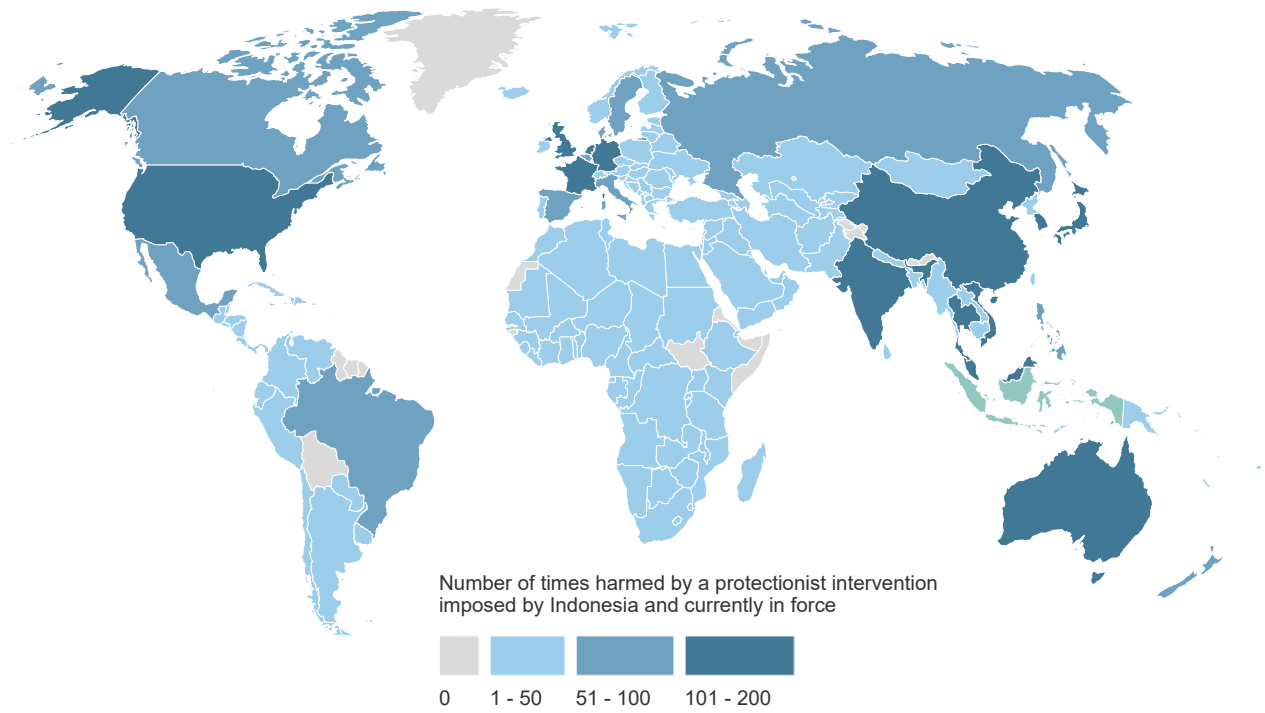 Number of times harmed by a protectionist intervention
imposed by Indonesia and currently in force
0 1 - 50 51 - 100 101 - 200